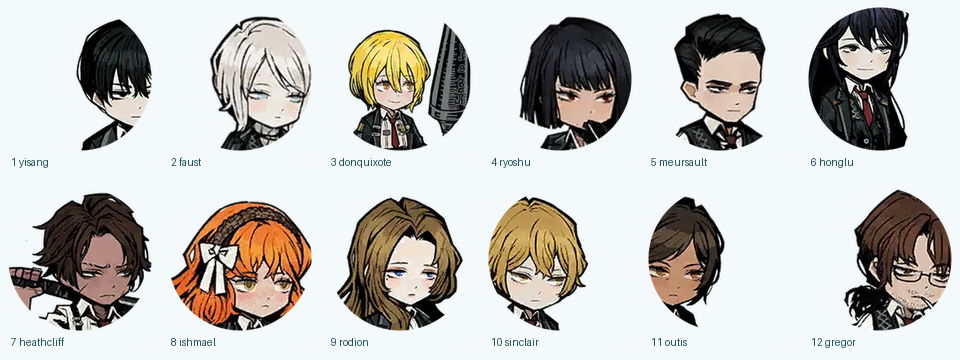 1 yisang
2 faust
3 donquixote
4 ryoshu
5 meursault
6 honglu
7 heathcliff
8 ishmael
9 rodion
10 sinclair
11 outis
12 gregor